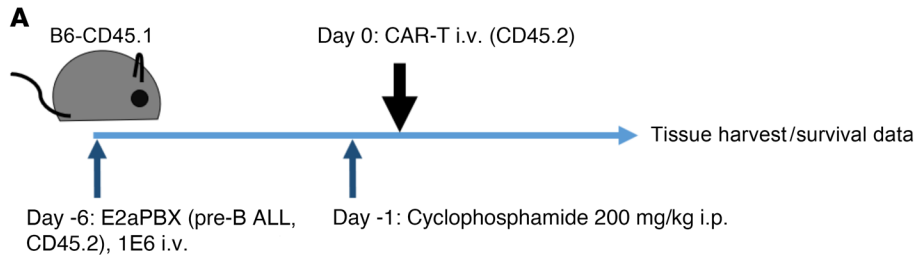 A
B6-CD45.1
Day 0: CAR-T i.v. (CD45.2)
Tissue harvest/survival data
Day -6: E2aPBX (pre-B ALL,
CD45.2), 1E6 i.v.
Day -1: Cyclophosphamide 200 mg/kg i.p.